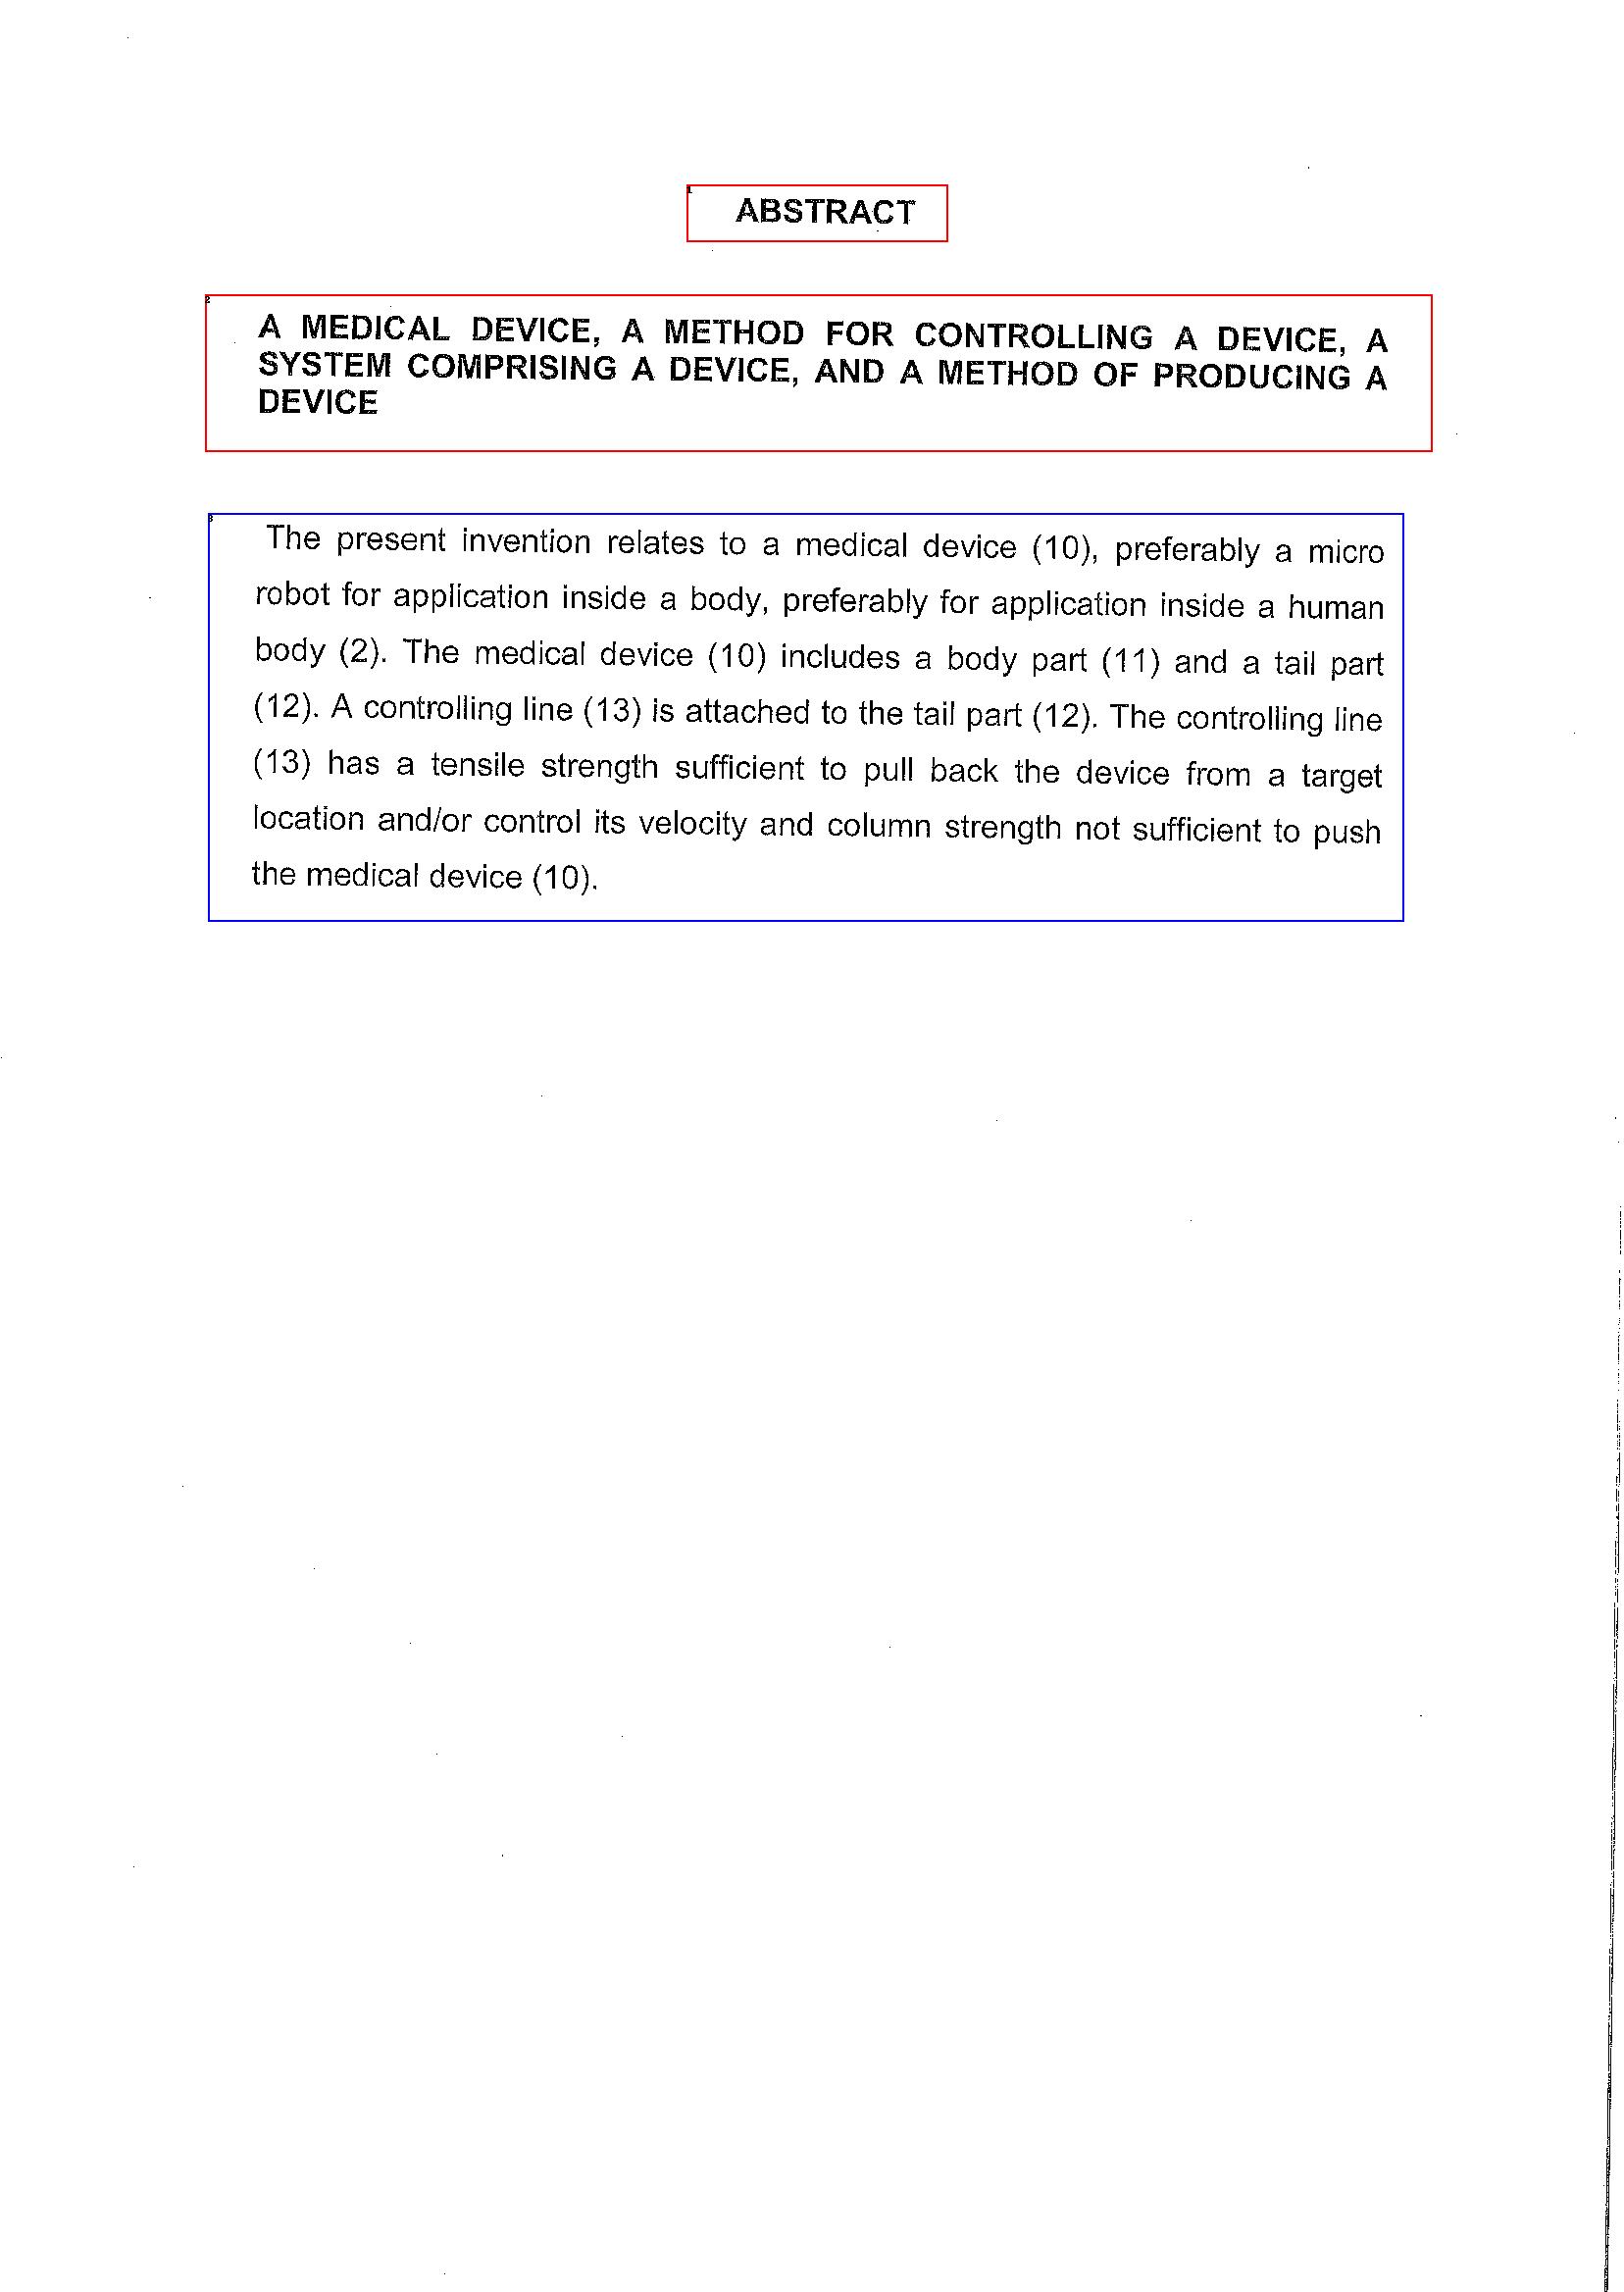 ABSTRACT
A MEDICAL DEVICE, A METHOD FOR CONTROLLING A DEVICE, A
SYSTEM COMPRISING A DEVICE, AND A METHOD OF PRODUCING A
DEVICE
The present invention relates to a medical device (10), preferably a micro
robot for application inside a body, preferably for application inside a human
body (2). The medical device (10) includes a body part (11) and a tail part
(12). A controlling line (13) is attached to the tail part (12). The controlling line
(13) has a tensile strength sufficient to pull back the device from a target
location and/or control its velocity and column strength not sufficient to push
the medical device (10).